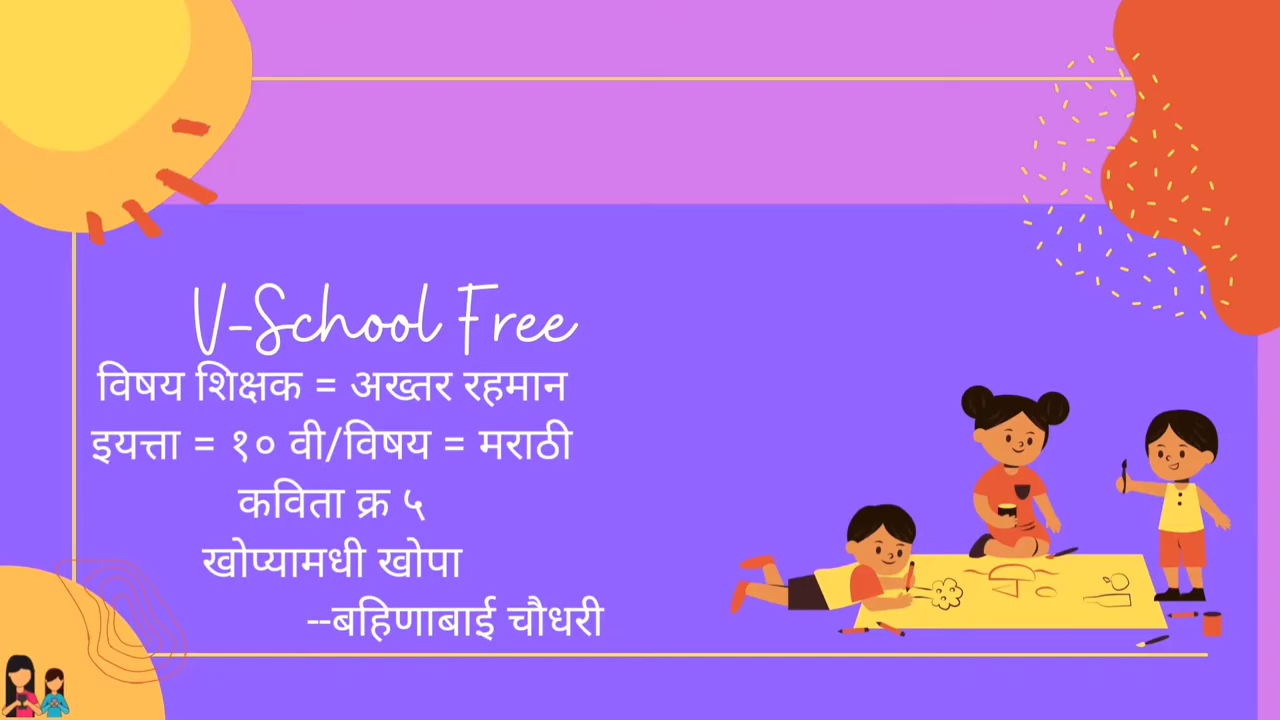 V-School Free
विषय शिक्षक = अख्तर रहमान
इयत्ता = १० वी/विषय = मराठी
कविता क्र ५
खोप्यामधी खोपा
--बहिणाबाई चौधरी